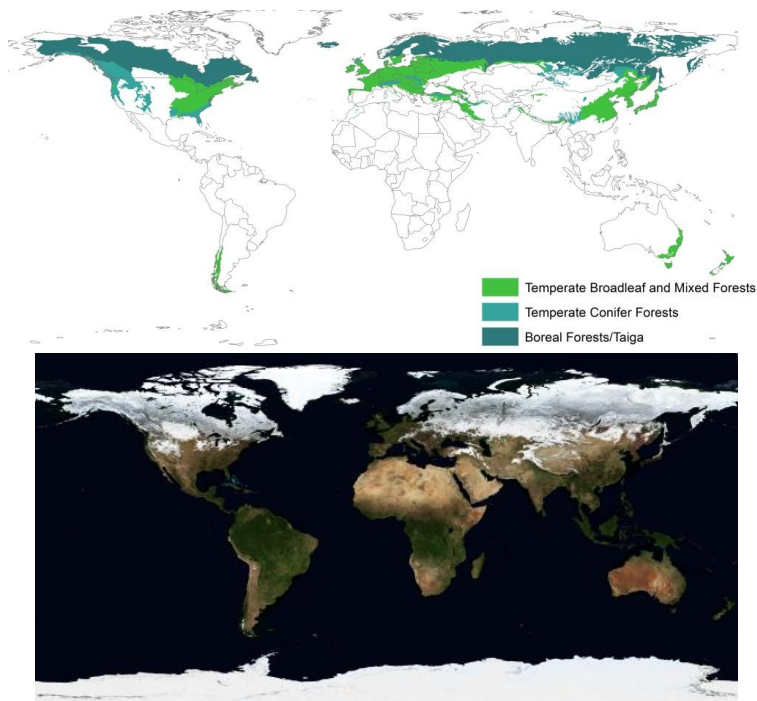 Temperate Broadleaf and Mixed Forests
Temperate Conifer Forests
Boreal Forests/Taiga